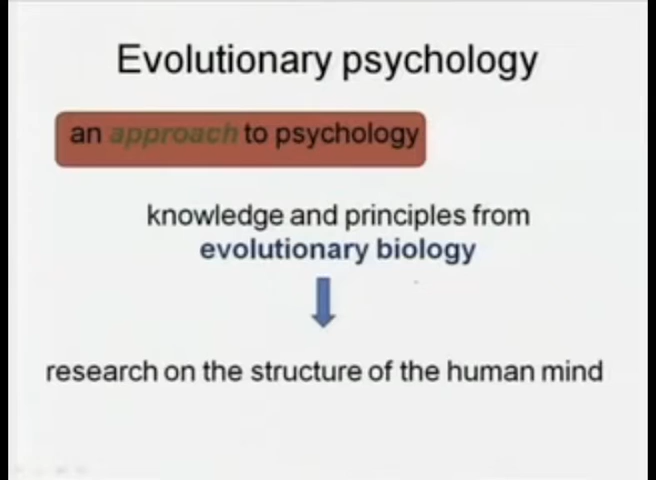 Evolutionary psychology
an approach to psychology
knowledge and principles from
evolutionary biology
research on the structure of the human mind